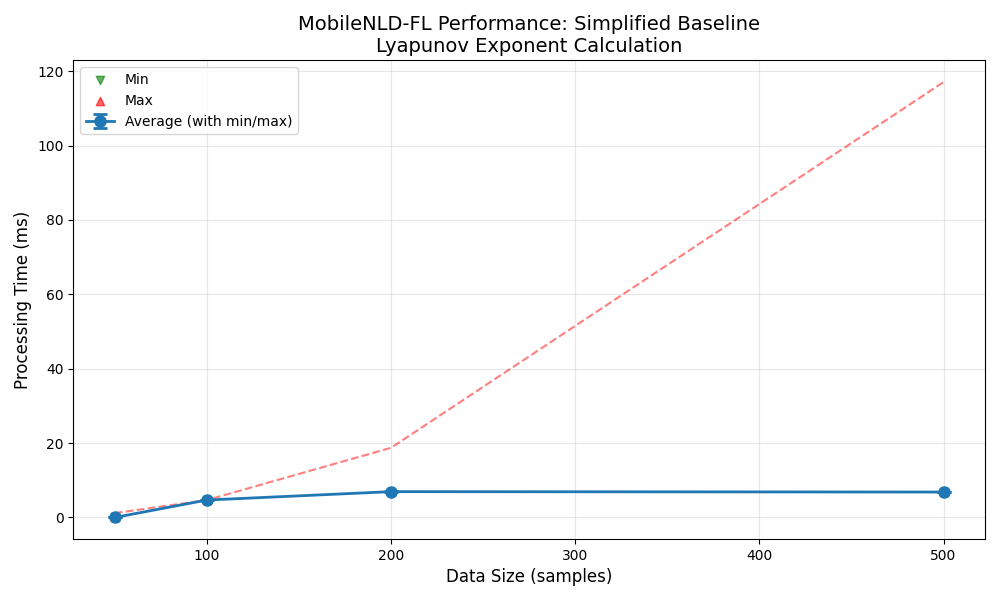 MobileNLD-FL Performance: Simplified Baseline
Lyapunov Exponent Calculation
Min
Max
Average (with min/max)
Processing Time (ms)
120
100
80
60
40
20
0
100
200
300
400
500
Data Size (samples)